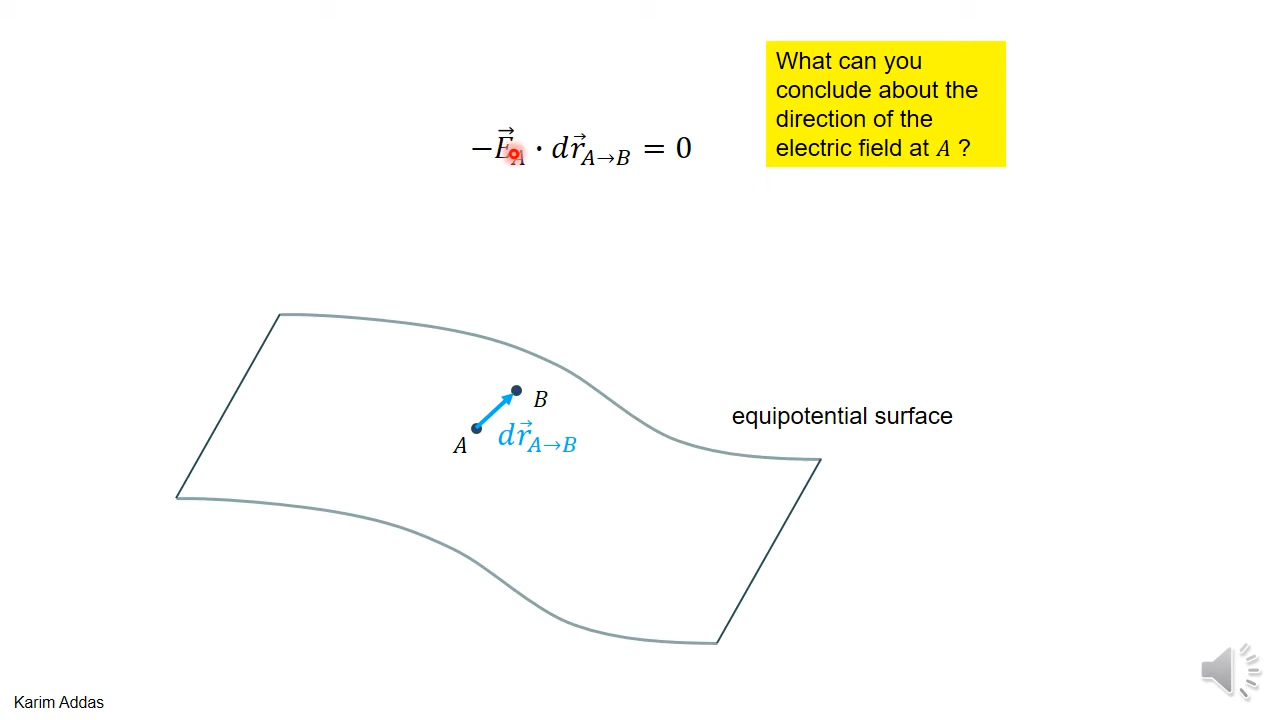 What can you
conclude about the
direction of the
electric field at A ?
−E⃗_A · dr⃗_{A→B} = 0
B
A
dr⃗_{A→B}
equipotential surface
Karim Addas